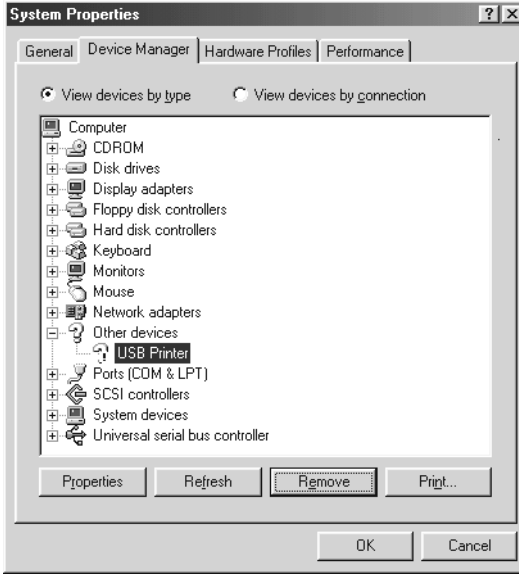 System Properties
General Device Manager Hardware Profiles Performance
View devices by type View devices by connection
Computer
CDROM
Disk drives
Display adapters
Floppy disk controllers
Hard disk controllers
Keyboard
Monitors
Mouse
Network adapters
Other devices
USB Printer
Ports (COM & LPT)
SCSI controllers
System devices
Universal serial bus controller
Properties Refresh Remove Print...
OK Cancel